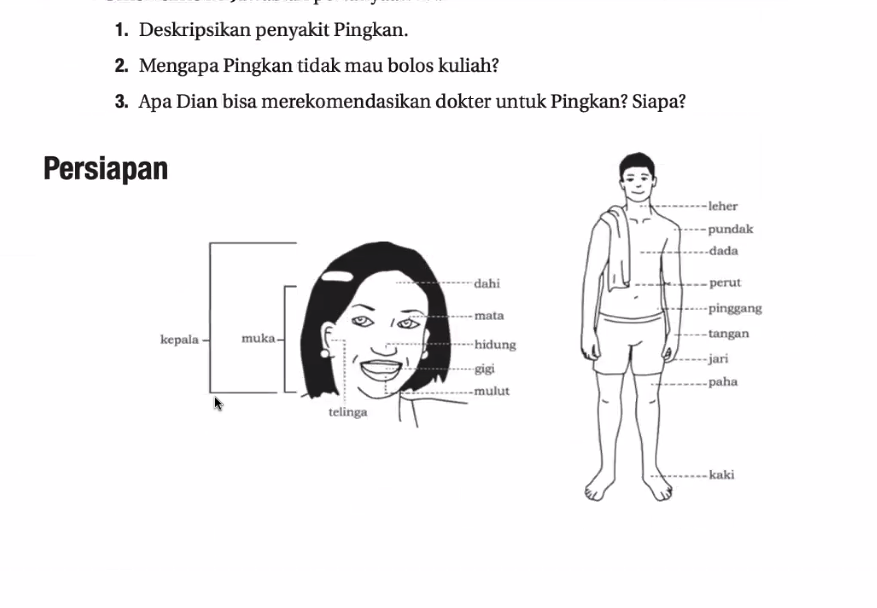 1. Deskripsikan penyakit Pingkan.
2. Mengapa Pingkan tidak mau bolos kuliah?
3. Apa Dian bisa merekomendasikan dokter untuk Pingkan? Siapa?
Persiapan
kepala
muka
dahi
mata
hidung
gigi
mulut
telinga
leher
pundak
dada
perut
pinggang
tangan
jari
paha
kaki